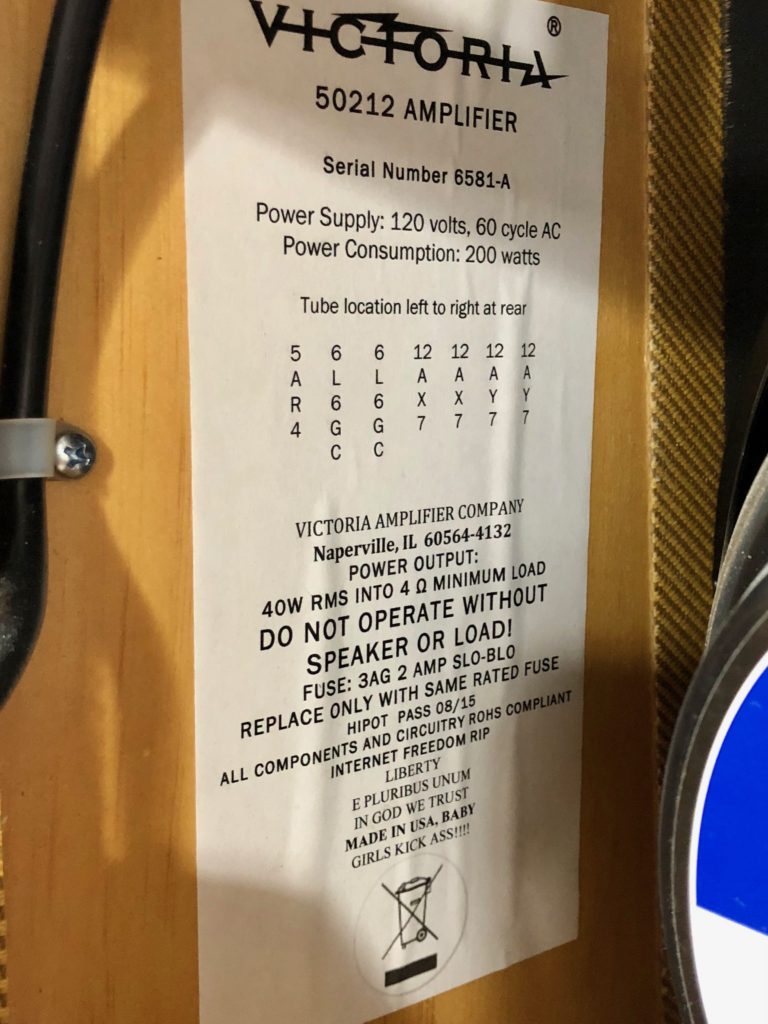 VICTORIA ®
50212 AMPLIFIER
Serial Number 6581-A
Power Supply: 120 volts, 60 cycle AC
Power Consumption: 200 watts
Tube location left to right at rear
5 6 6 12 12 12 12
A L L A A A A
R 6 6 X X Y Y
4 G G 7 7 7 7
C C
VICTORIA AMPLIFIER COMPANY
Naperville, IL 60564-4132
POWER OUTPUT:
40W RMS INTO 4 Ω MINIMUM LOAD
DO NOT OPERATE WITHOUT
SPEAKER OR LOAD!
FUSE: 3AG 2 AMP SLO-BLO
REPLACE ONLY WITH SAME RATED FUSE
HIPOT PASS 08/15
ALL COMPONENTS AND CIRCUITRY ROHS COMPLIANT
INTERNET FREEDOM RIP
LIBERTY
E PLURIBUS UNUM
IN GOD WE TRUST
MADE IN USA, BABY
GIRLS KICK ASS!!!!